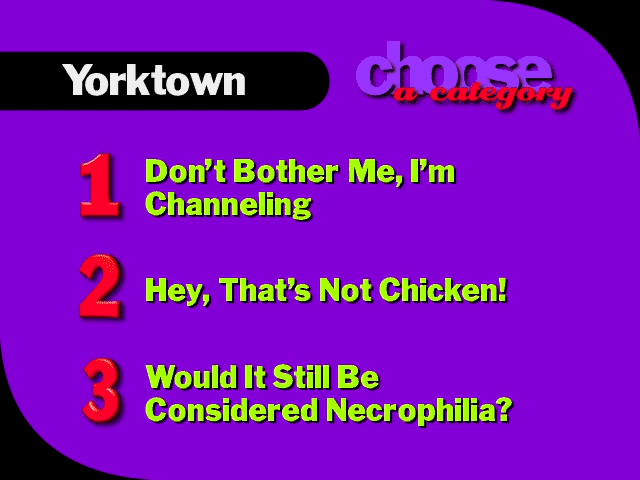 Yorktown
choose
a category
1
Don't Bother Me, I'm
Channeling
2
Hey, That's Not Chicken!
3
Would It Still Be
Considered Necrophilia?